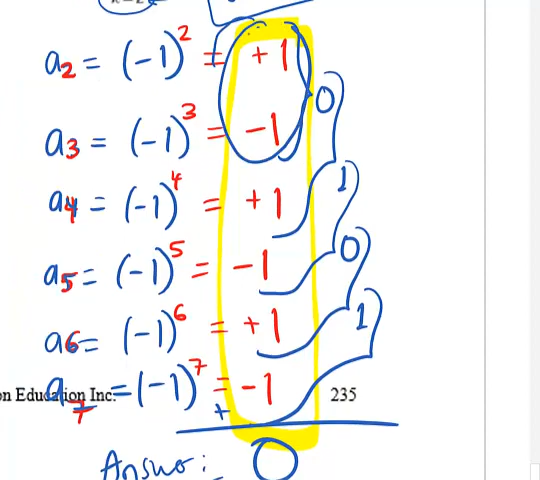 a₂ = (-1)² = +1
0
a₃ = (-1)³ = -1
a₄ = (-1)⁴ = +1
1
a₅ = (-1)⁵ = -1
0
a₆ = (-1)⁶ = +1
1
a₇ = (-1)⁷ = -1
on Education Inc. 235
+
Answer: 0